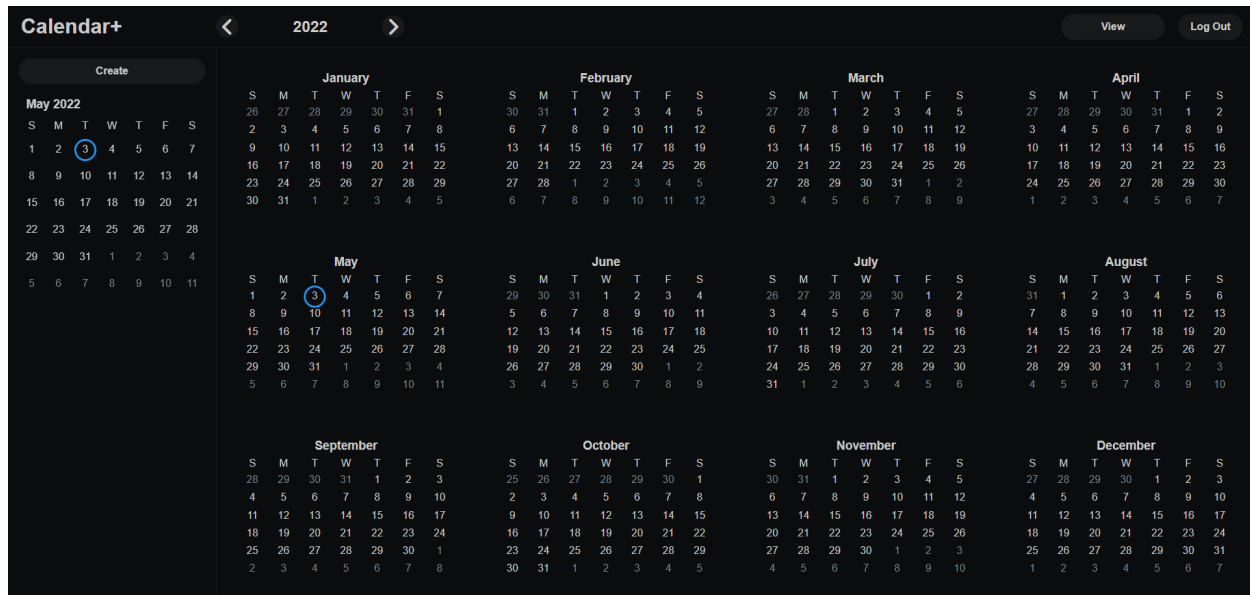 Calendar+ 2022 View Log Out
Create
May 2022
S M T W T F S
1 2 3 4 5 6 7
8 9 10 11 12 13 14
15 16 17 18 19 20 21
22 23 24 25 26 27 28
29 30 31 1 2 3 4
5 6 7 8 9 10 11
January
S M T W T F S
26 27 28 29 30 31 1
2 3 4 5 6 7 8
9 10 11 12 13 14 15
16 17 18 19 20 21 22
23 24 25 26 27 28 29
30 31 1 2 3 4 5
February
S M T W T F S
30 31 1 2 3 4 5
6 7 8 9 10 11 12
13 14 15 16 17 18 19
20 21 22 23 24 25 26
27 28 1 2 3 4 5
6 7 8 9 10 11 12
March
S M T W T F S
27 28 1 2 3 4 5
6 7 8 9 10 11 12
13 14 15 16 17 18 19
20 21 22 23 24 25 26
27 28 29 30 31 1 2
3 4 5 6 7 8 9
April
S M T W T F S
27 28 29 30 31 1 2
3 4 5 6 7 8 9
10 11 12 13 14 15 16
17 18 19 20 21 22 23
24 25 26 27 28 29 30
1 2 3 4 5 6 7
May
S M T W T F S
1 2 3 4 5 6 7
8 9 10 11 12 13 14
15 16 17 18 19 20 21
22 23 24 25 26 27 28
29 30 31 1 2 3 4
5 6 7 8 9 10 11
June
S M T W T F S
29 30 31 1 2 3 4
5 6 7 8 9 10 11
12 13 14 15 16 17 18
19 20 21 22 23 24 25
26 27 28 29 30 1 2
3 4 5 6 7 8 9
July
S M T W T F S
26 27 28 29 30 1 2
3 4 5 6 7 8 9
10 11 12 13 14 15 16
17 18 19 20 21 22 23
24 25 26 27 28 29 30
31 1 2 3 4 5 6
August
S M T W T F S
31 1 2 3 4 5 6
7 8 9 10 11 12 13
14 15 16 17 18 19 20
21 22 23 24 25 26 27
28 29 30 31 1 2 3
4 5 6 7 8 9 10
September
S M T W T F S
28 29 30 31 1 2 3
4 5 6 7 8 9 10
11 12 13 14 15 16 17
18 19 20 21 22 23 24
25 26 27 28 29 30 1
2 3 4 5 6 7 8
October
S M T W T F S
25 26 27 28 29 30 1
2 3 4 5 6 7 8
9 10 11 12 13 14 15
16 17 18 19 20 21 22
23 24 25 26 27 28 29
30 31 1 2 3 4 5
November
S M T W T F S
30 31 1 2 3 4 5
6 7 8 9 10 11 12
13 14 15 16 17 18 19
20 21 22 23 24 25 26
27 28 29 30 1 2 3
4 5 6 7 8 9 10
December
S M T W T F S
27 28 29 30 1 2 3
4 5 6 7 8 9 10
11 12 13 14 15 16 17
18 19 20 21 22 23 24
25 26 27 28 29 30 31
1 2 3 4 5 6 7